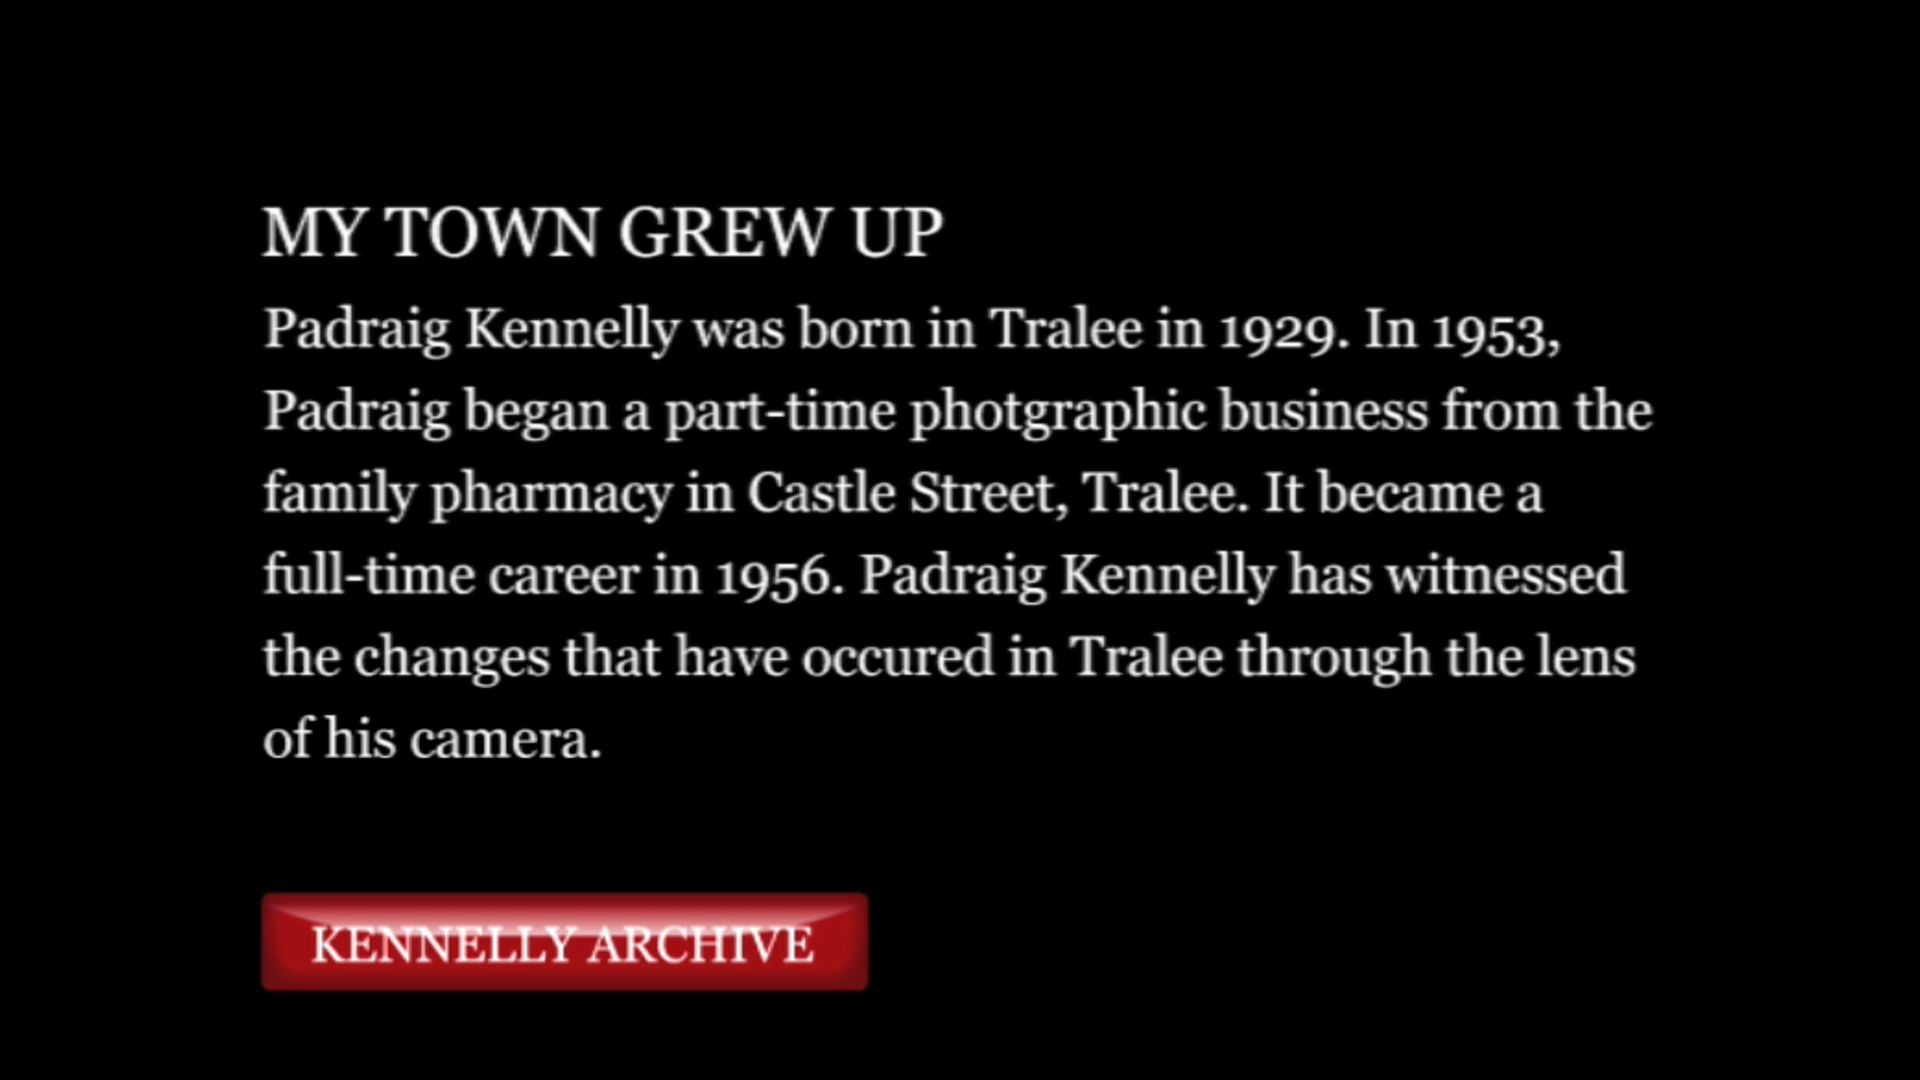 MY TOWN GREW UP
Padraig Kennelly was born in Tralee in 1929. In 1953,
Padraig began a part-time photgraphic business from the
family pharmacy in Castle Street, Tralee. It became a
full-time career in 1956. Padraig Kennelly has witnessed
the changes that have occured in Tralee through the lens
of his camera.
KENNELLY ARCHIVE